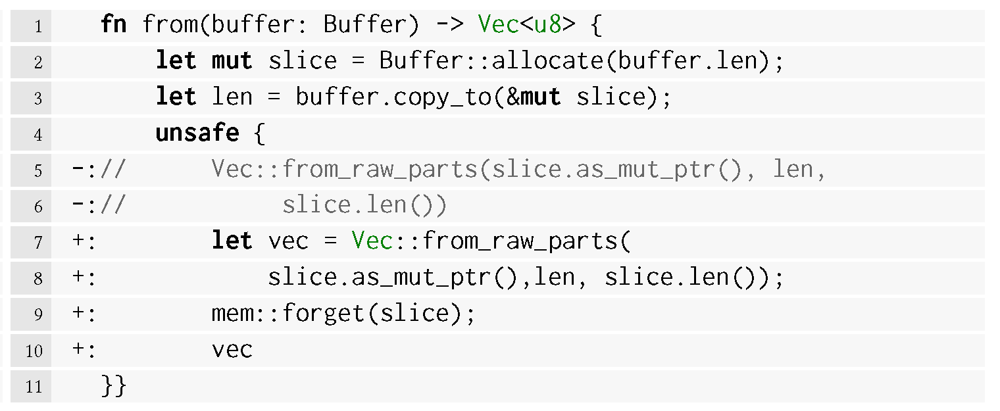 1 fn from(buffer: Buffer) -> Vec<u8> {
2 let mut slice = Buffer::allocate(buffer.len);
3 let len = buffer.copy_to(&mut slice);
4 unsafe {
5 -:// Vec::from_raw_parts(slice.as_mut_ptr(), len,
6 -:// slice.len())
7 +: let vec = Vec::from_raw_parts(
8 +: slice.as_mut_ptr(),len, slice.len());
9 +: mem::forget(slice);
10 +: vec
11 }}